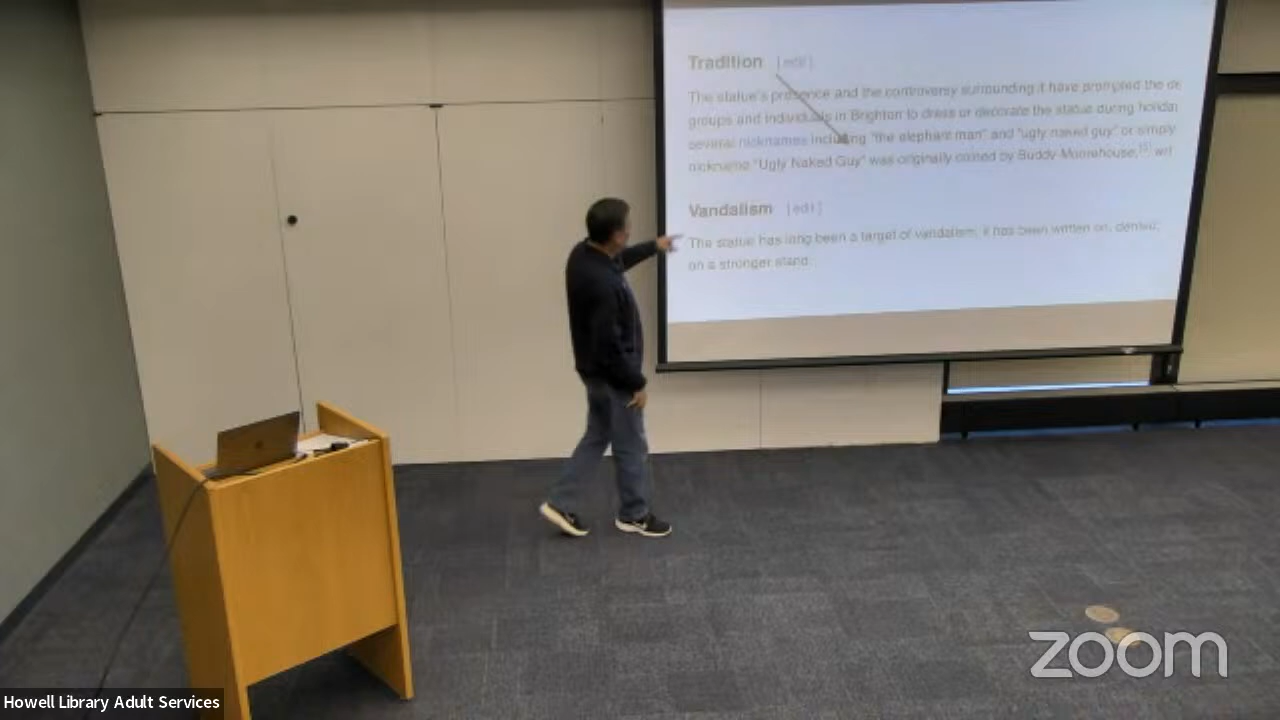 Tradition [edit]
The statue's presence and the controversy surrounding it have prompted the
groups and individuals in Brighton to dress or decorate the statue during
several nicknames including "the elephant man" and "ugly naked guy" or simply
nickname "Ugly Naked Guy" was originally coined by Buddy Moorehouse,
Vandalism [edit]
The statue has long been a target of vandalism; it has been written on, dented,
on a stronger stand.
zoom
Howell Library Adult Services